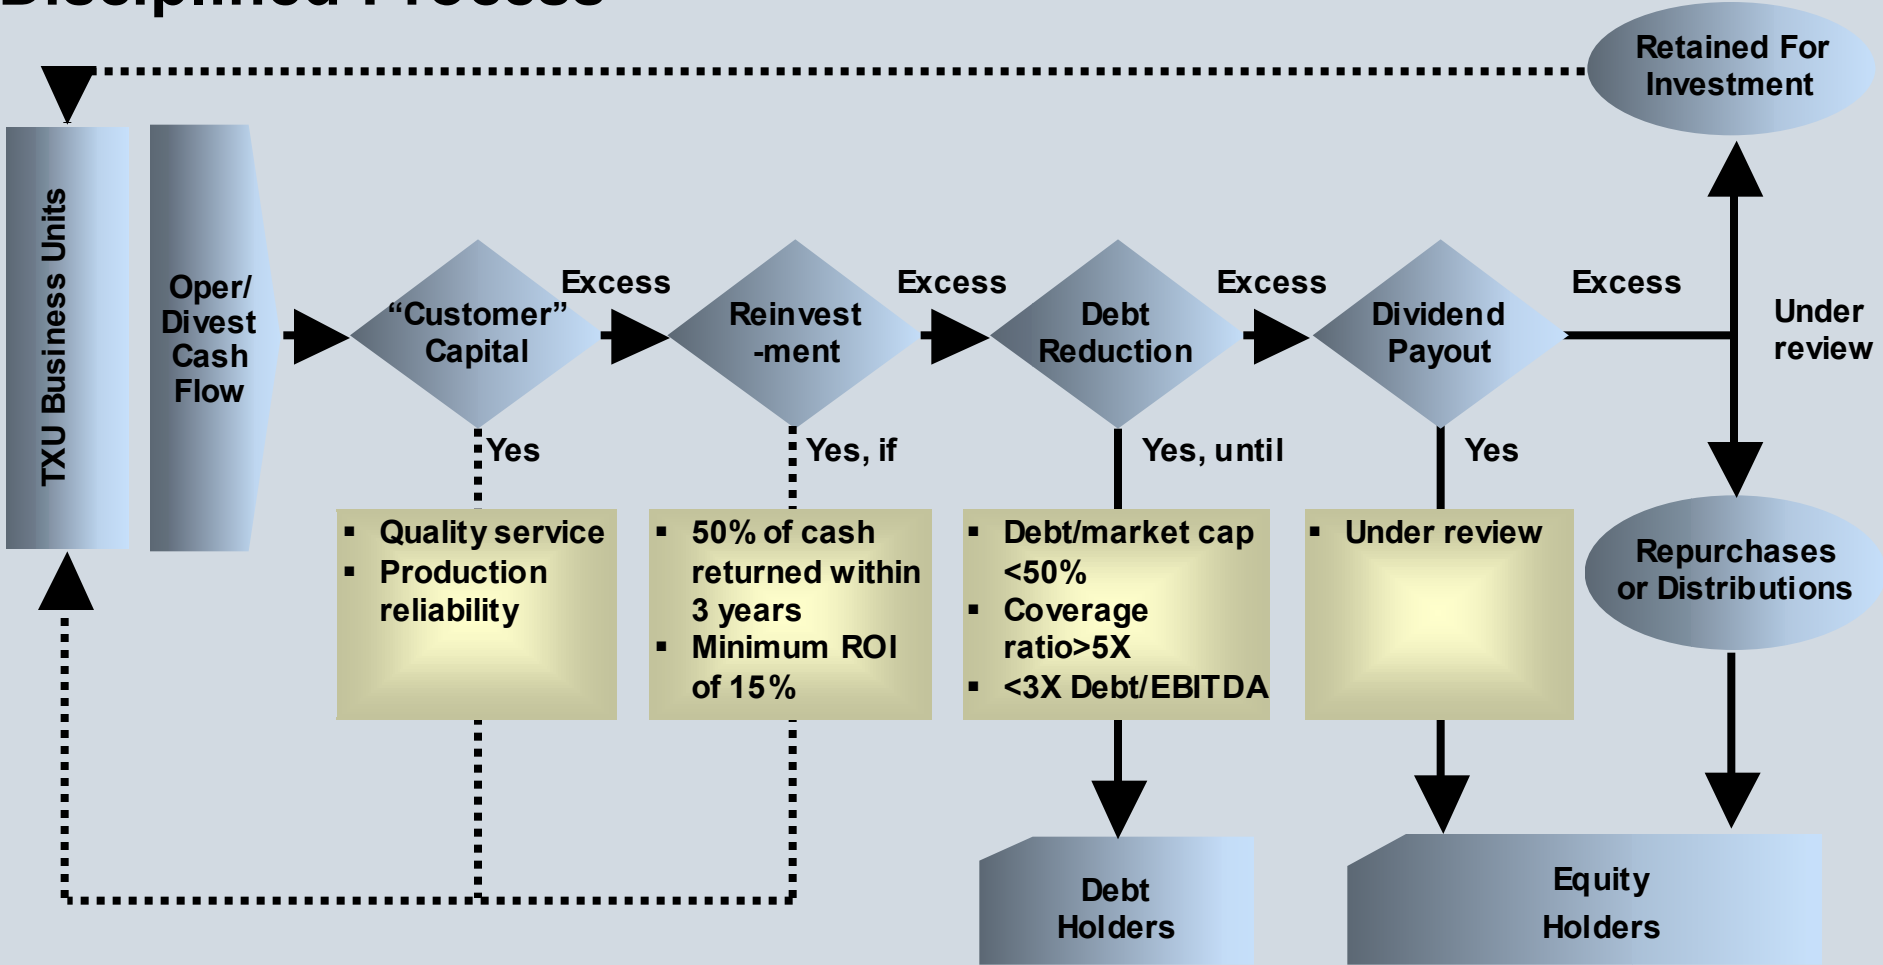 Disciplined Process
Retained For
Investment
TXU Business Units
Oper/
Divest
Cash
Flow
“Customer”
Capital
Excess
Reinvest
-ment
Excess
Debt
Reduction
Excess
Dividend
Payout
Excess
Under
review
Yes
Yes, if
Yes, until
Yes
▪ Quality service
▪ Production
reliability
▪ 50% of cash
returned within
3 years
▪ Minimum ROI
of 15%
▪ Debt/market cap
<50%
▪ Coverage
ratio>5X
▪ <3X Debt/EBITDA
▪ Under review
Repurchases
or Distributions
Debt
Holders
Equity
Holders